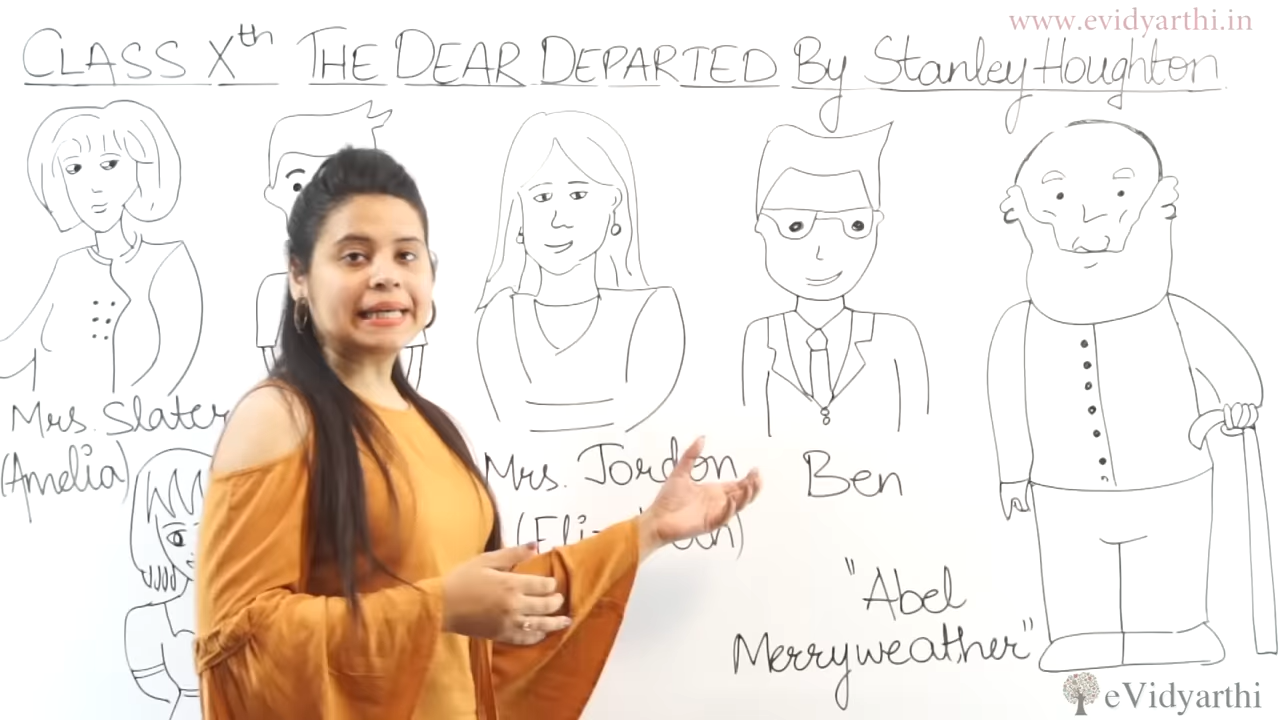 www.evidyarthi.in
CLASS Xth THE DEAR DEPARTED By Stanley Houghton
Mrs. Slater
(Amelia)
Mrs. Jordon
Ben
"Abel
Merryweather"
eVidyarthi